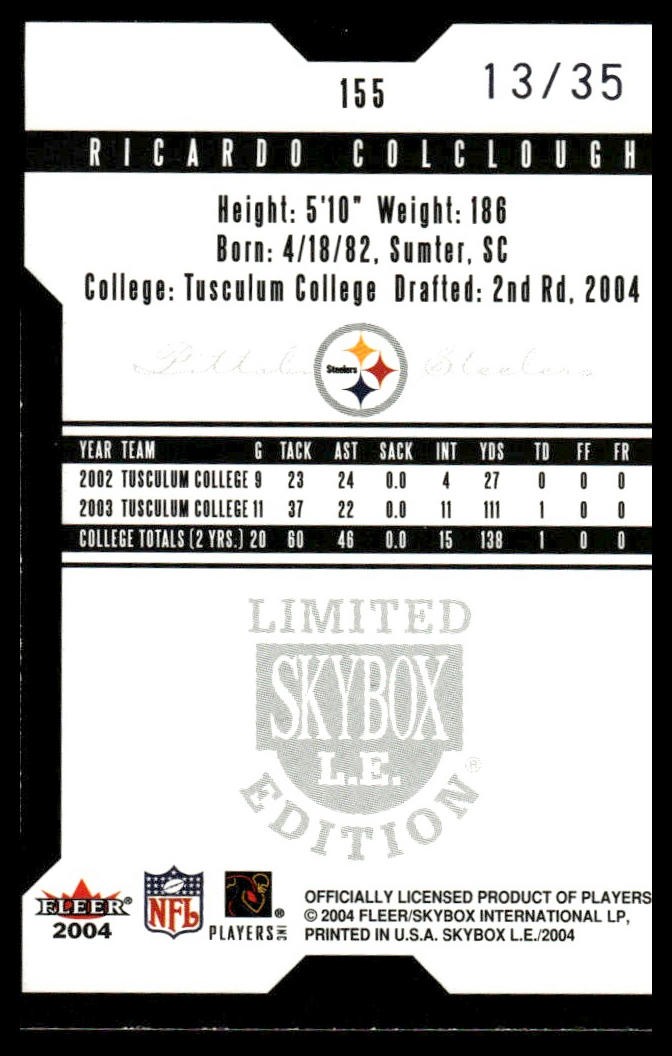 155
13/35
RICARDO COLCLOUGH
Height: 5'10" Weight: 186
Born: 4/18/82, Sumter, SC
College: Tusculum College Drafted: 2nd Rd, 2004
Steelers
Steelers
YEAR TEAM G TACK AST SACK INT YDS TD FF FR
2002 TUSCULUM COLLEGE 9 23 24 0.0 4 27 0 0 0
2003 TUSCULUM COLLEGE 11 37 22 0.0 11 111 1 0 0
COLLEGE TOTALS (2 YRS.) 20 60 46 0.0 15 138 1 0 0
LIMITED
SKYBOX
L.E.
EDITION®
FLEER®
2004
NFL
PLAYERS INC ®
OFFICIALLY LICENSED PRODUCT OF PLAYERS
© 2004 FLEER/SKYBOX INTERNATIONAL LP,
PRINTED IN U.S.A. SKYBOX L.E./2004